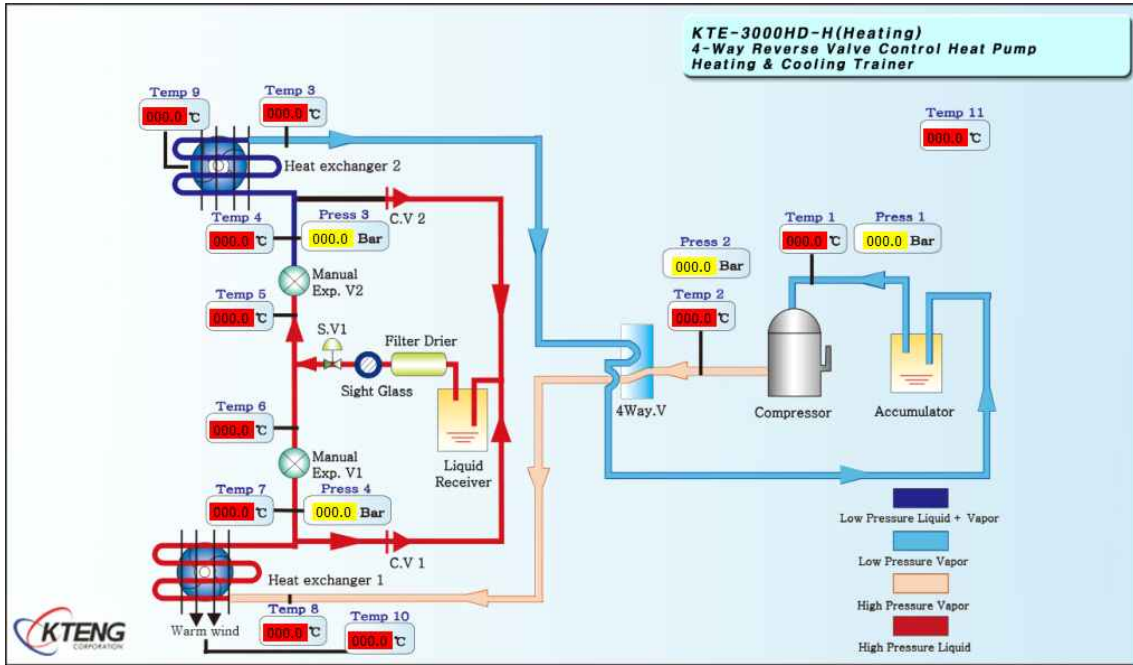 KTE-3000HD-H(Heating)
4-Way Reverse Valve Control Heat Pump
Heating & Cooling Trainer
Temp 9
000.0 ℃
Temp 3
000.0 ℃
Temp 11
000.0 ℃
Heat exchanger 2
C.V 2
Temp 4
000.0 ℃
Press 3
000.0 Bar
Temp 1
000.0 ℃
Press 1
000.0 Bar
Press 2
000.0 Bar
Manual
Exp. V2
Temp 5
000.0 ℃
Temp 2
000.0 ℃
S.V1
Filter Drier
Sight Glass
4Way.V
Compressor
Accumulator
Temp 6
000.0 ℃
Manual
Exp. V1
Liquid
Receiver
Temp 7
000.0 ℃
Press 4
000.0 Bar
C.V 1
Heat exchanger 1
Temp 8
000.0 ℃
Temp 10
000.0 ℃
Warm wind
KTENG
CORPORATION
Low Pressure Liquid + Vapor
Low Pressure Vapor
High Pressure Vapor
High Pressure Liquid